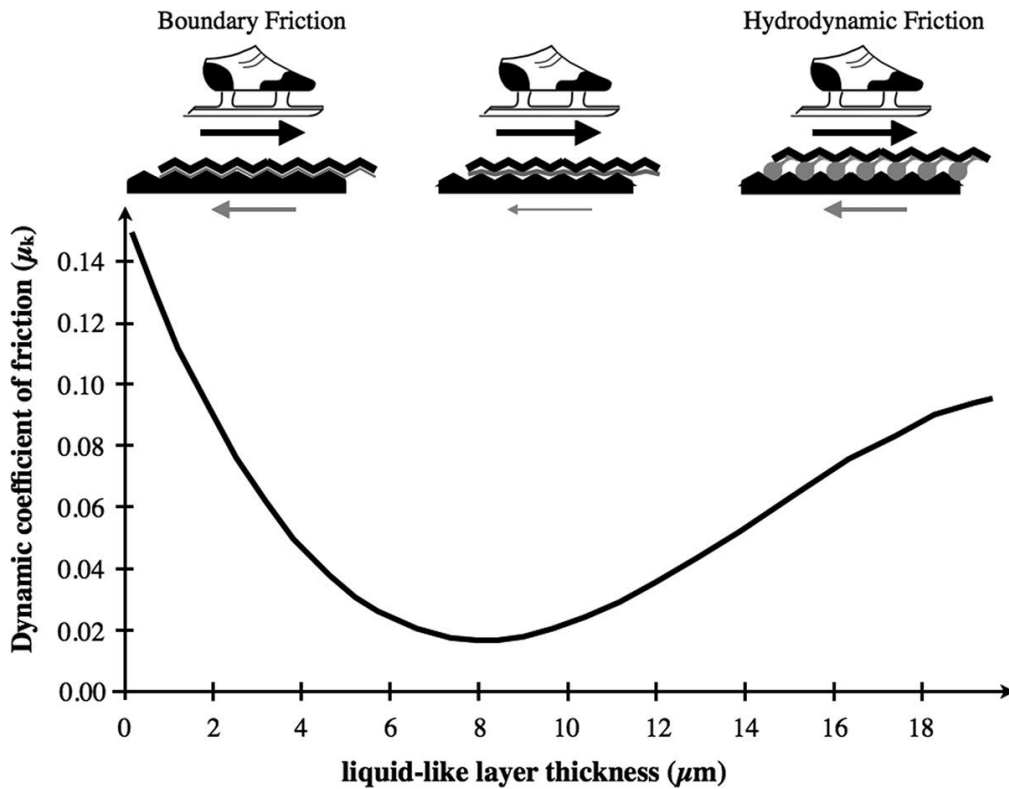 Boundary Friction
Hydrodynamic Friction
Dynamic coefficient of friction (μk)
0.14
0.12
0.10
0.08
0.06
0.04
0.02
0.00
0 2 4 6 8 10 12 14 16 18
liquid-like layer thickness (μm)